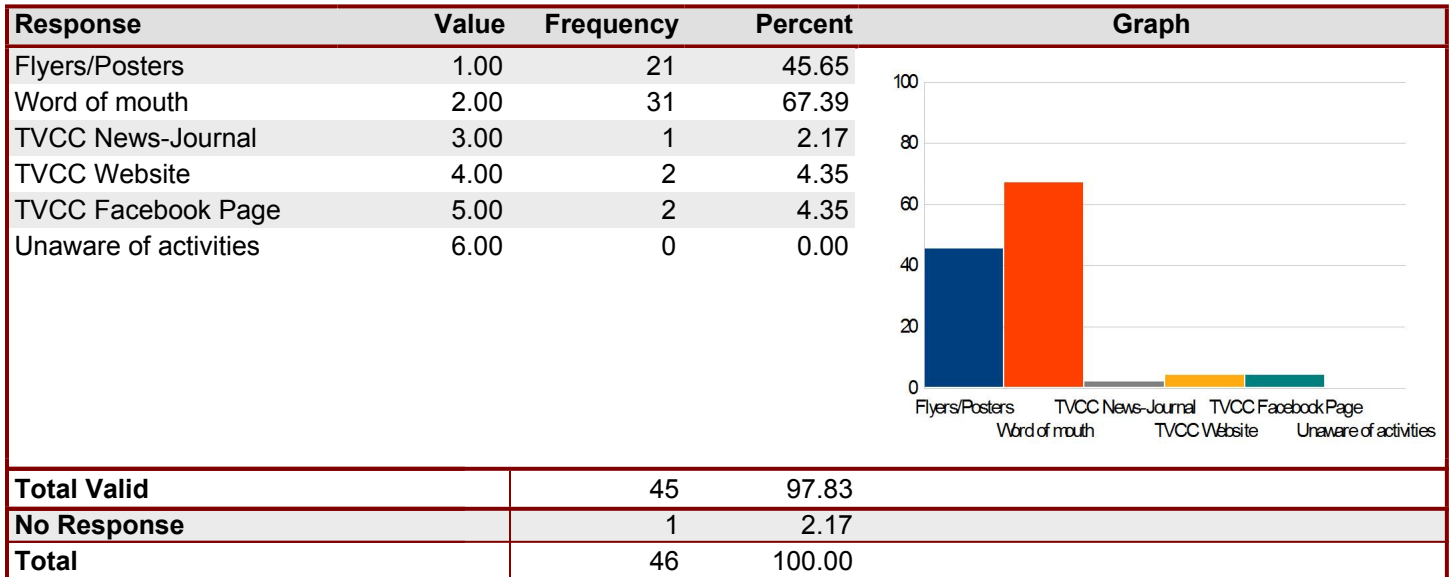 Response Value Frequency Percent Graph
Flyers/Posters 1.00 21 45.65
Word of mouth 2.00 31 67.39
TVCC News-Journal 3.00 1 2.17
TVCC Website 4.00 2 4.35
TVCC Facebook Page 5.00 2 4.35
Unaware of activities 6.00 0 0.00
100
80
60
40
20
0
Flyers/Posters TVCC News-Journal TVCC Facebook Page
Word of mouth TVCC Website Unaware of activities
Total Valid 45 97.83
No Response 1 2.17
Total 46 100.00